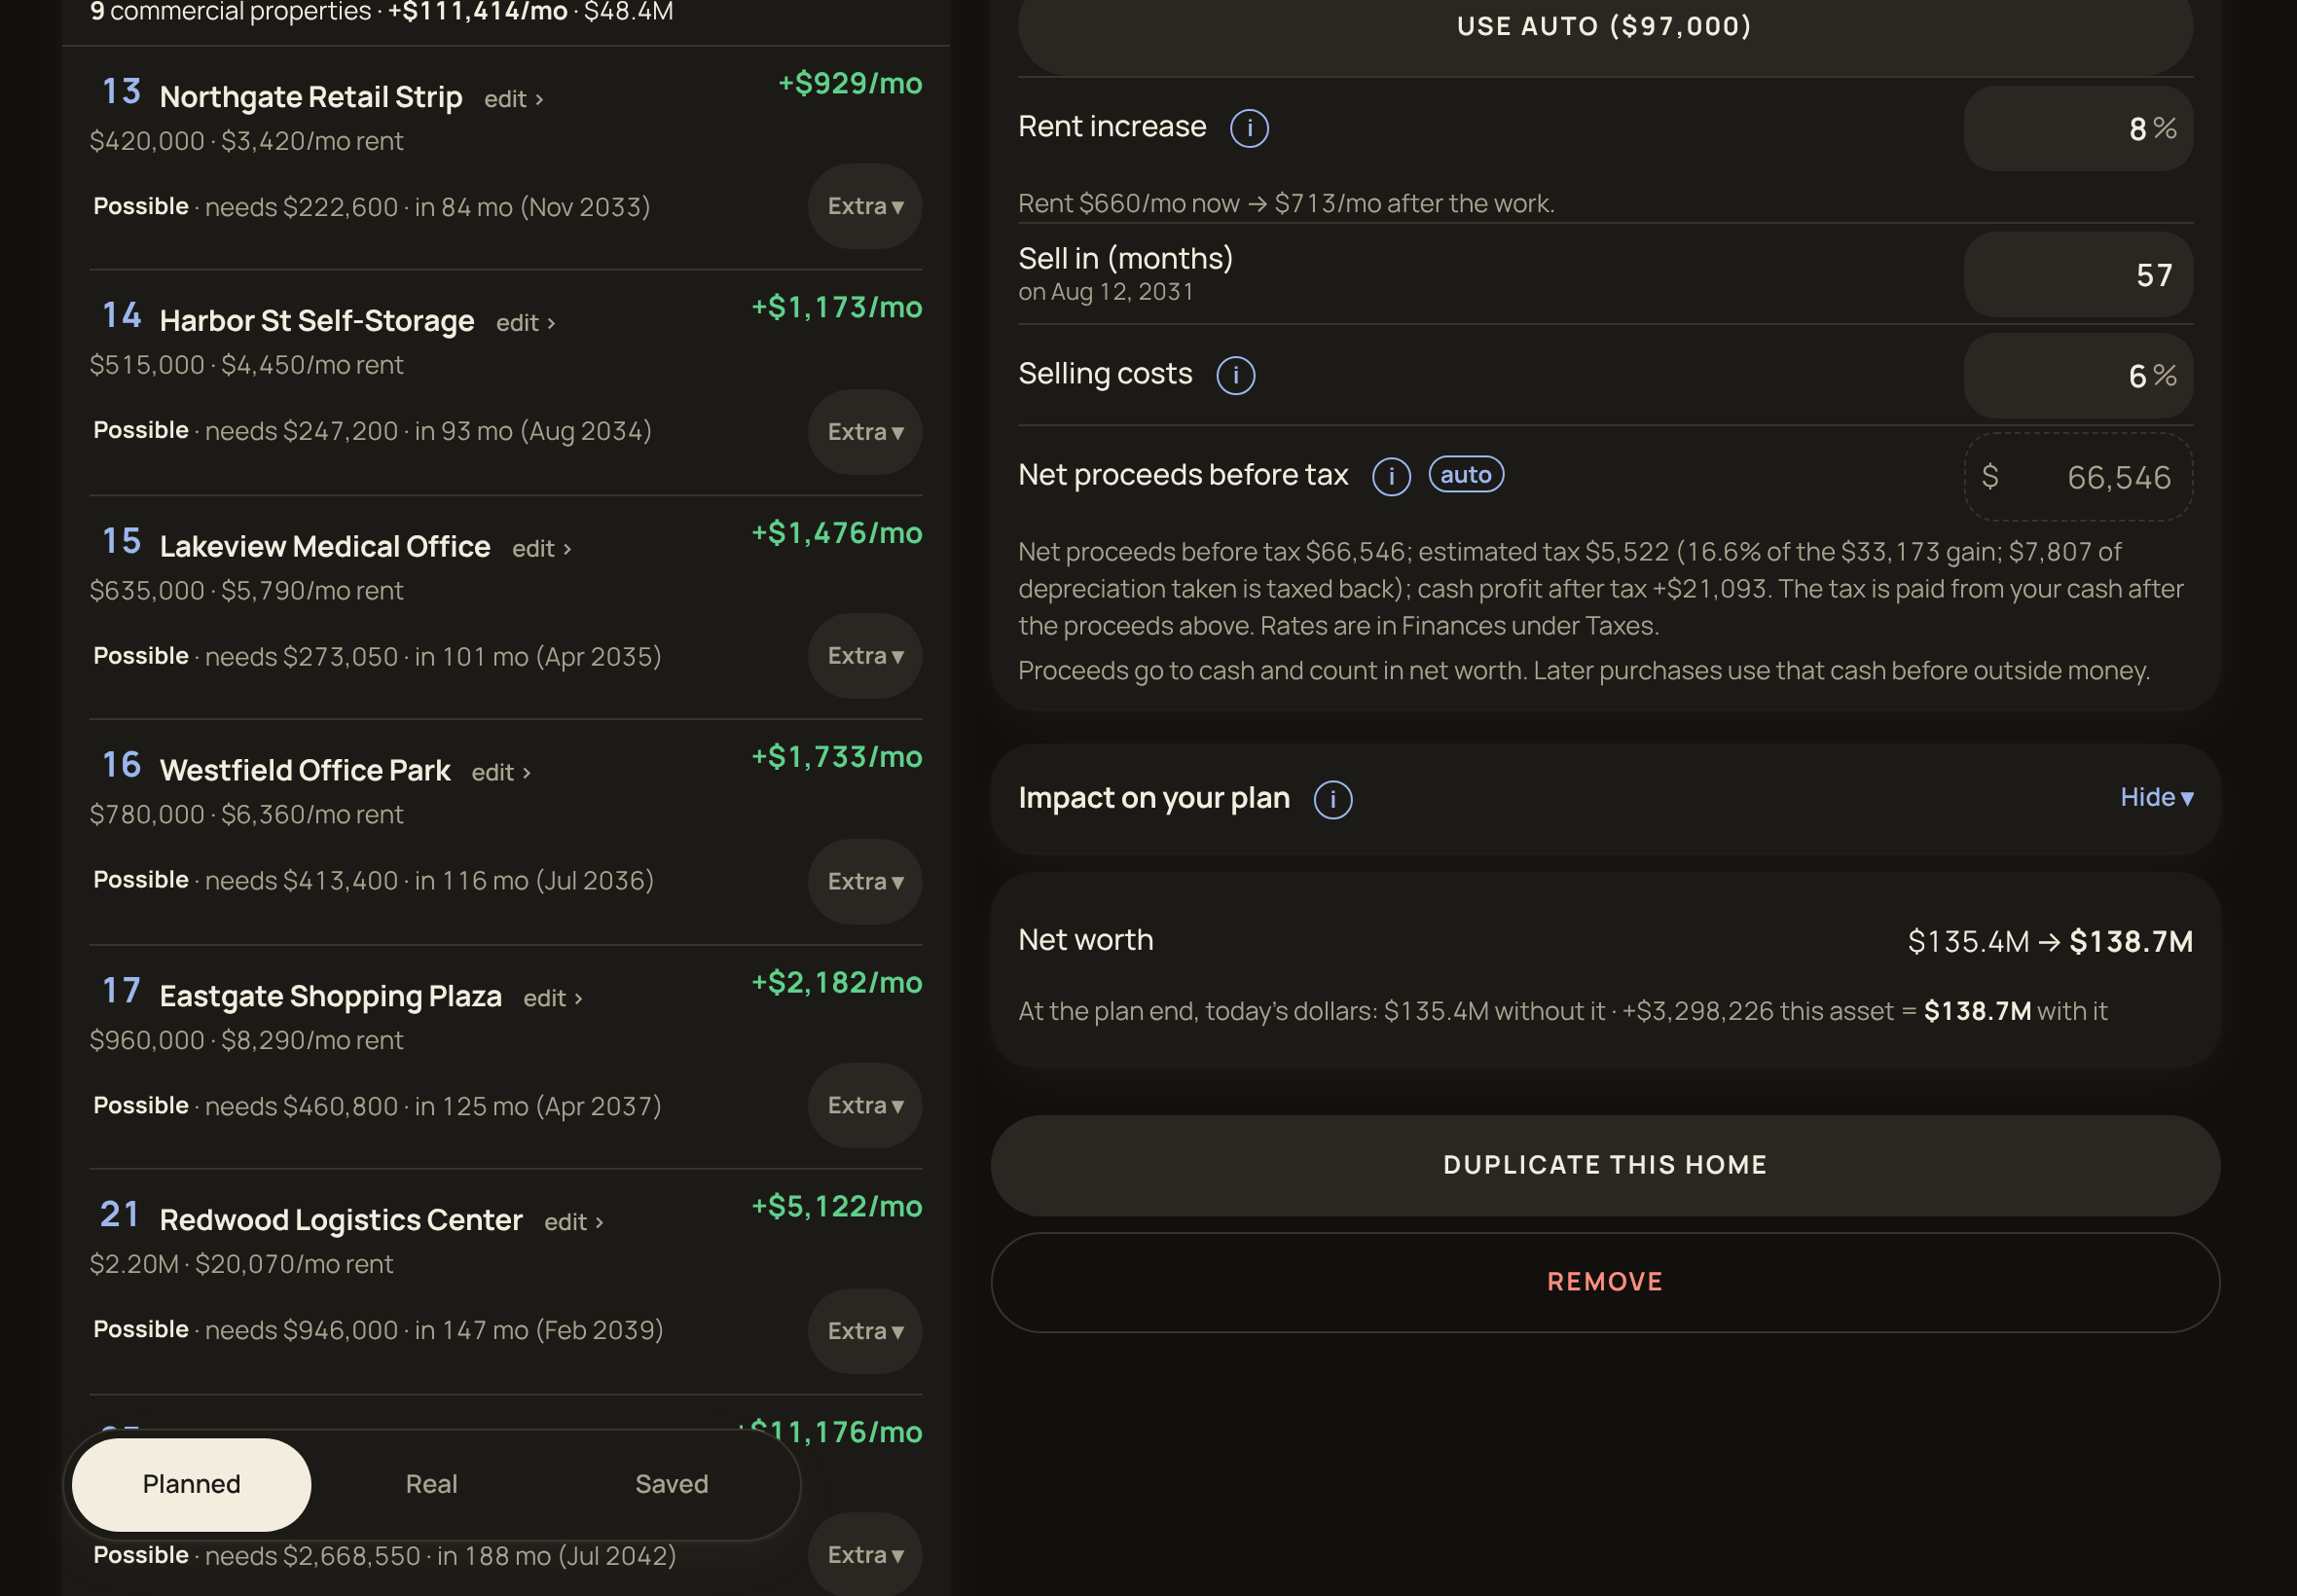 9 commercial properties · +$111,414/mo · $48.4M
13 Northgate Retail Strip edit › +$929/mo
$420,000 · $3,420/mo rent
Possible · needs $222,600 · in 84 mo (Nov 2033) Extra ▾
14 Harbor St Self-Storage edit › +$1,173/mo
$515,000 · $4,450/mo rent
Possible · needs $247,200 · in 93 mo (Aug 2034) Extra ▾
15 Lakeview Medical Office edit › +$1,476/mo
$635,000 · $5,790/mo rent
Possible · needs $273,050 · in 101 mo (Apr 2035) Extra ▾
16 Westfield Office Park edit › +$1,733/mo
$780,000 · $6,360/mo rent
Possible · needs $413,400 · in 116 mo (Jul 2036) Extra ▾
17 Eastgate Shopping Plaza edit › +$2,182/mo
$960,000 · $8,290/mo rent
Possible · needs $460,800 · in 125 mo (Apr 2037) Extra ▾
21 Redwood Logistics Center edit › +$5,122/mo
$2.20M · $20,070/mo rent
Possible · needs $946,000 · in 147 mo (Feb 2039) Extra ▾
$11,176/mo
Planned Real Saved
Possible · needs $2,668,550 · in 188 mo (Jul 2042) Extra ▾
USE AUTO ($97,000)
Rent increase i 8 %
Rent $660/mo now → $713/mo after the work.
Sell in (months) 57
on Aug 12, 2031
Selling costs i 6 %
Net proceeds before tax i auto $ 66,546
Net proceeds before tax $66,546; estimated tax $5,522 (16.6% of the $33,173 gain; $7,807 of
depreciation taken is taxed back); cash profit after tax +$21,093. The tax is paid from your cash after
the proceeds above. Rates are in Finances under Taxes.
Proceeds go to cash and count in net worth. Later purchases use that cash before outside money.
Impact on your plan i Hide ▾
Net worth $135.4M → $138.7M
At the plan end, today's dollars: $135.4M without it · +$3,298,226 this asset = $138.7M with it
DUPLICATE THIS HOME
REMOVE